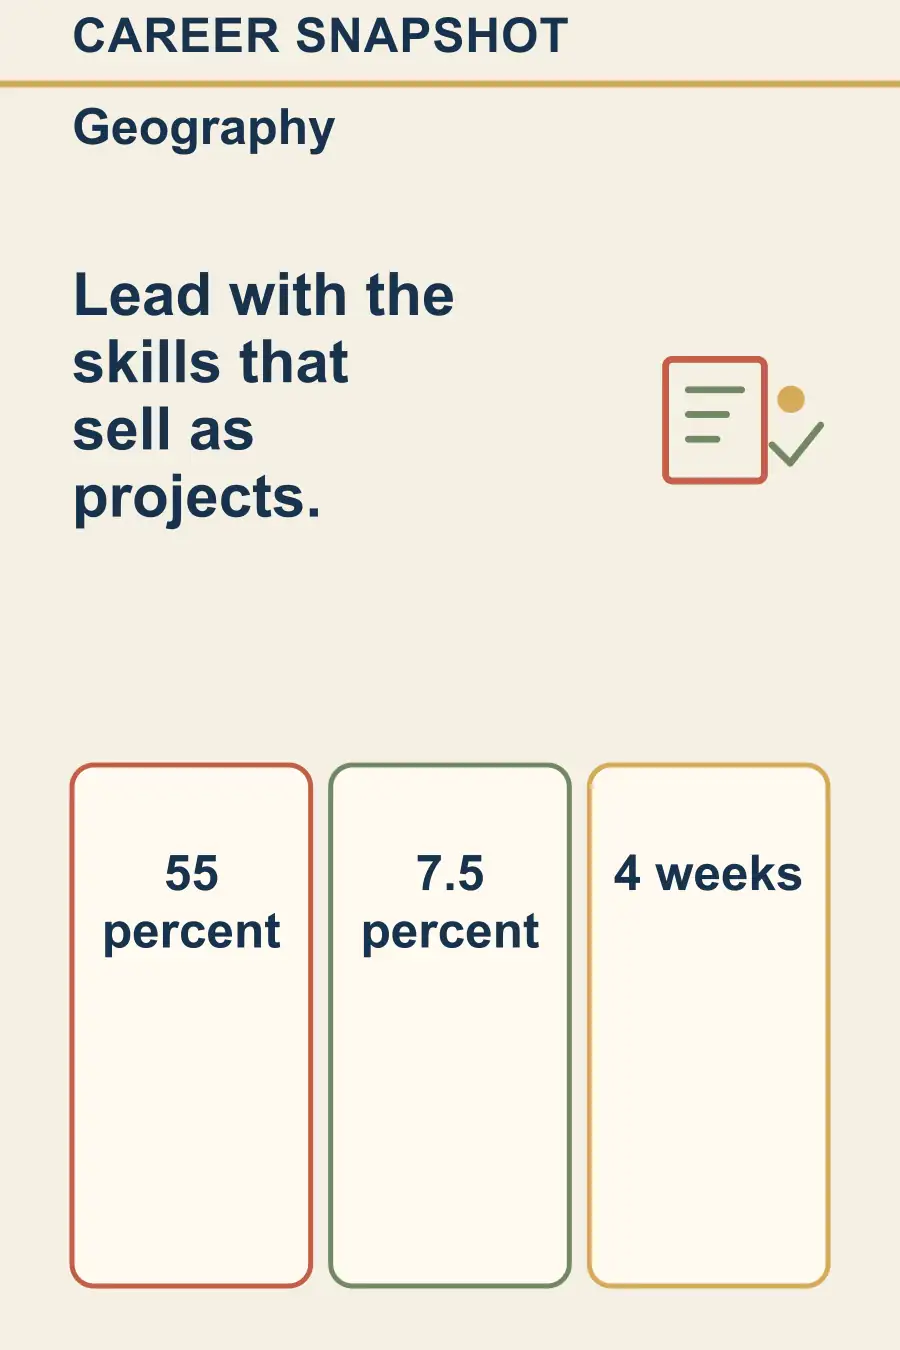 CAREER SNAPSHOT
Geography
Lead with the
skills that
sell as
projects.
55
percent
7.5
percent
4 weeks